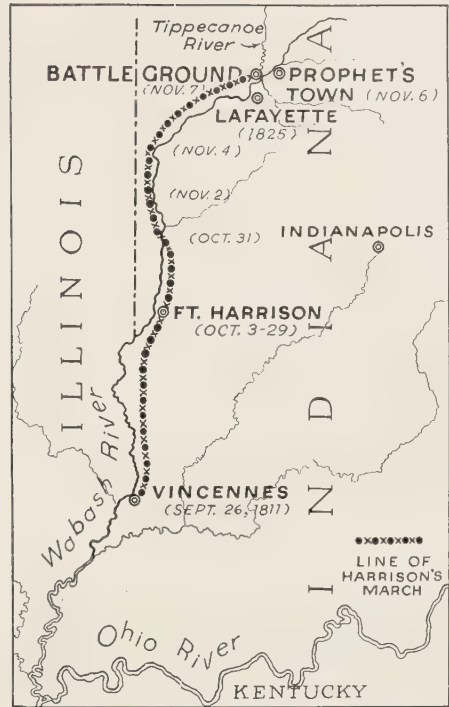 Tippecanoe
River
BATTLE GROUND
(NOV. 7)
PROPHET'S
TOWN (NOV. 6)
LAFAYETTE
(1825)
(NOV. 4)
(NOV. 2)
(OCT. 31)
INDIANAPOLIS
FT. HARRISON
(OCT. 3-29)
ILLINOIS
INDIANA
Wabash River
VINCENNES
(SEPT. 26, 1811)
LINE OF
HARRISON'S
MARCH
Ohio River
KENTUCKY